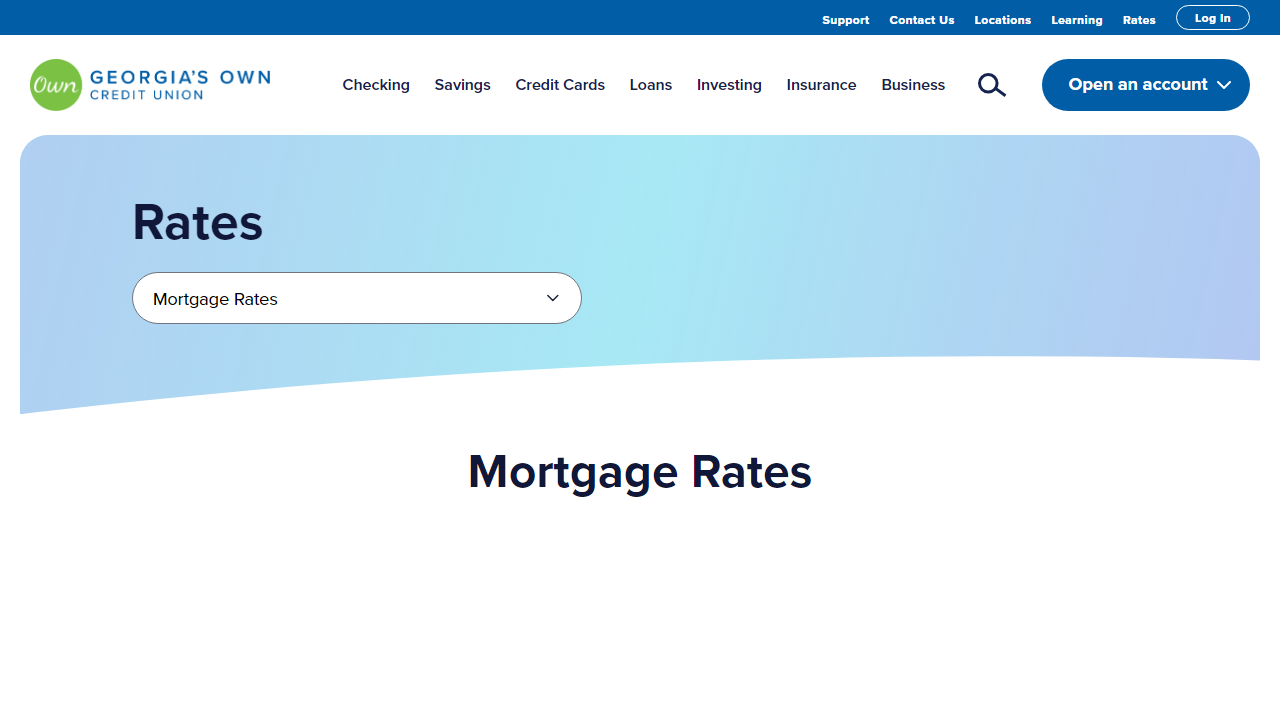 Support Contact Us Locations Learning Rates Log In
Own GEORGIA'S OWN
CREDIT UNION
Checking Savings Credit Cards Loans Investing Insurance Business Open an account
Rates
Mortgage Rates
Mortgage Rates